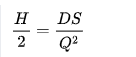 H/2 = DS/Q²